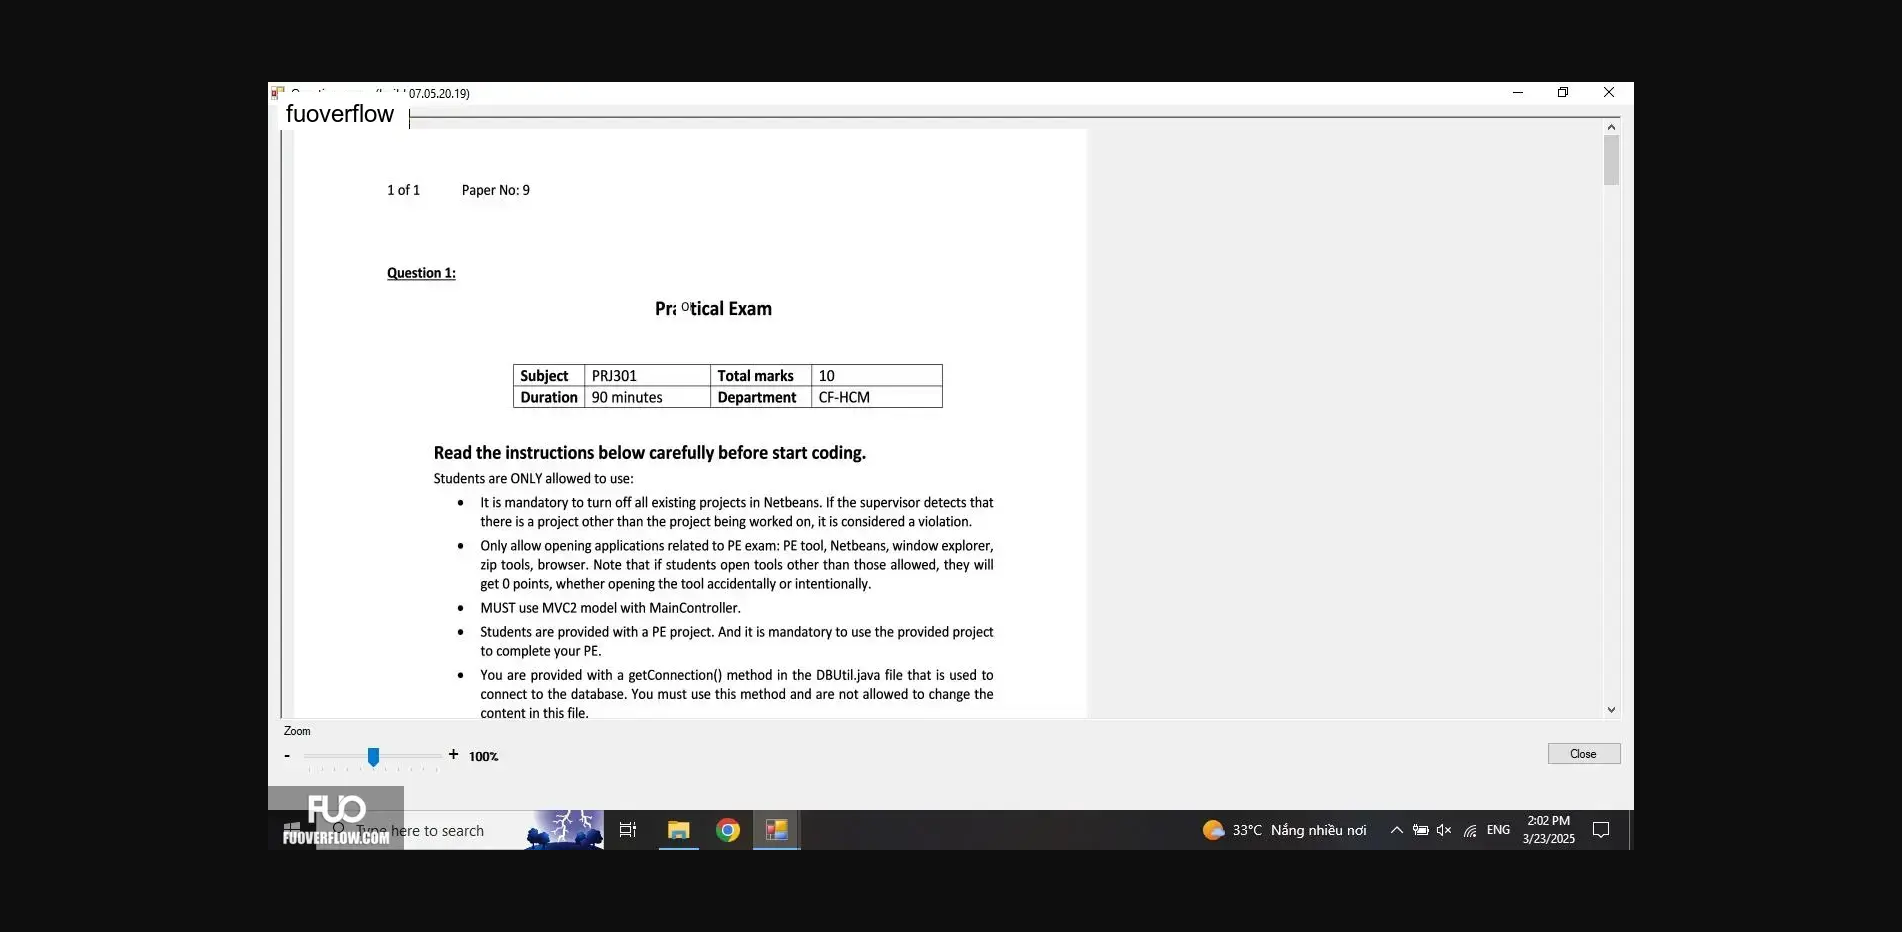 07.05.20.19)
fuoverflow
1 of 1 Paper No: 9
Question 1:
Practical Exam
Subject PRJ301 Total marks 10
Duration 90 minutes Department CF-HCM
Read the instructions below carefully before start coding.
Students are ONLY allowed to use:
• It is mandatory to turn off all existing projects in Netbeans. If the supervisor detects that
there is a project other than the project being worked on, it is considered a violation.
• Only allow opening applications related to PE exam: PE tool, Netbeans, window explorer,
zip tools, browser. Note that if students open tools other than those allowed, they will
get 0 points, whether opening the tool accidentally or intentionally.
• MUST use MVC2 model with MainController.
• Students are provided with a PE project. And it is mandatory to use the provided project
to complete your PE.
• You are provided with a getConnection() method in the DBUtil.java file that is used to
connect to the database. You must use this method and are not allowed to change the
content in this file.
Zoom
- + 100%
Close
FUO
FUOVERFLOW.COM
Type here to search
33°C Nắng nhiều nơi
ENG
2:02 PM
3/23/2025